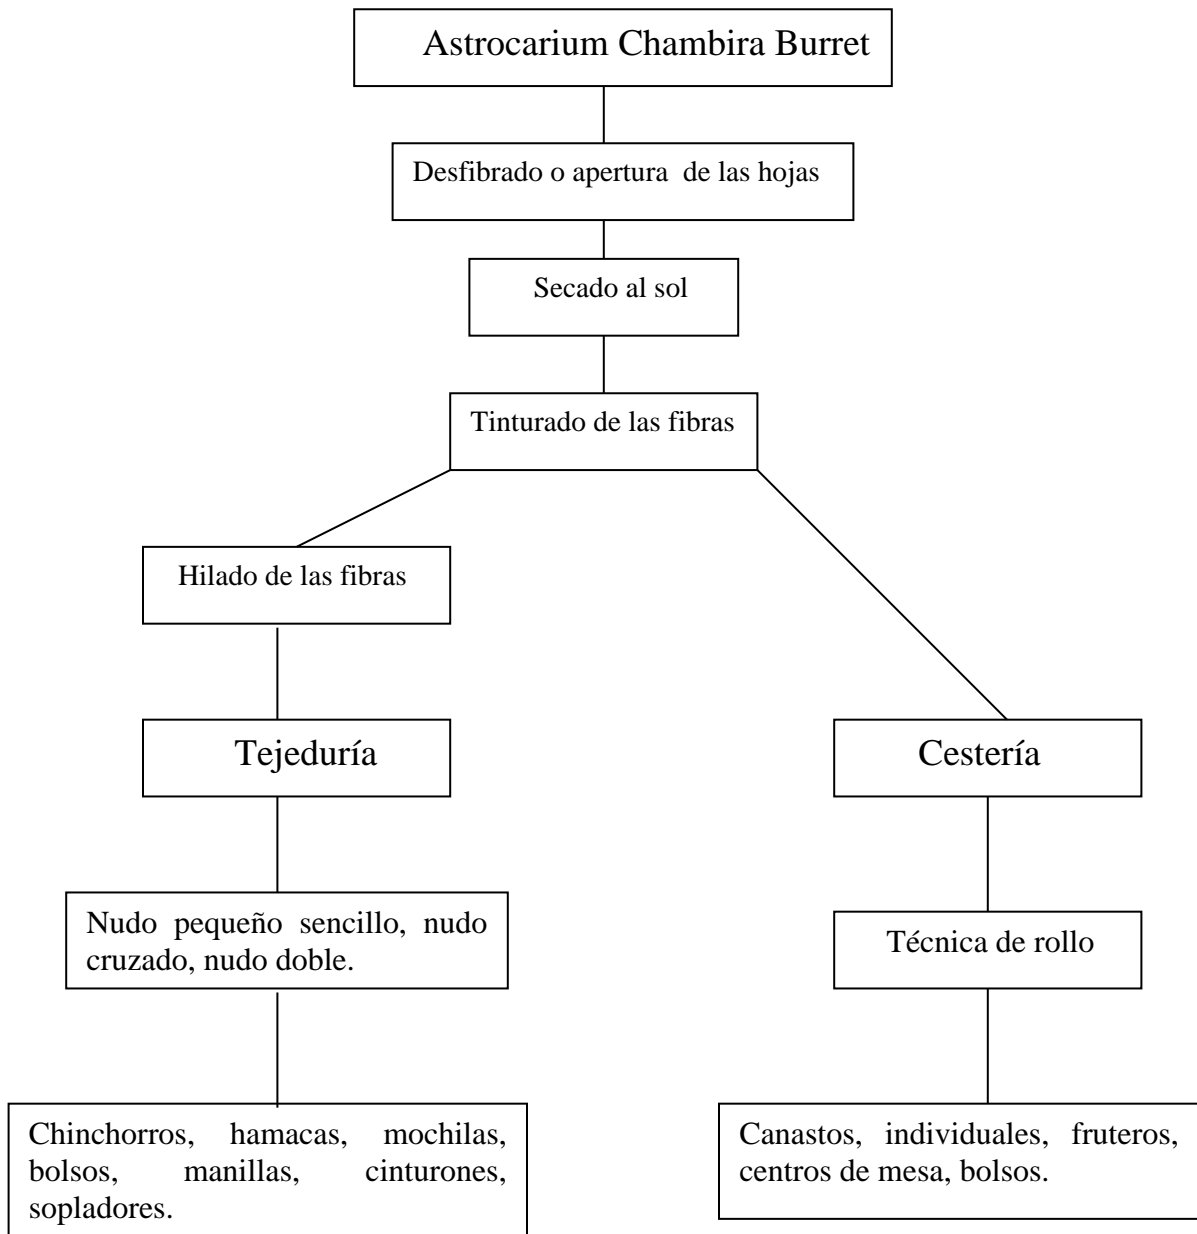 Astrocarium Chambira Burret
Desfibrado o apertura de las hojas
Secado al sol
Tinturado de las fibras
Hilado de las fibras
Tejeduría
Cestería
Nudo pequeño sencillo, nudo
cruzado, nudo doble.
Técnica de rollo
Chinchorros, hamacas, mochilas,
bolsos, manillas, cinturones,
sopladores.
Canastos, individuales, fruteros,
centros de mesa, bolsos.